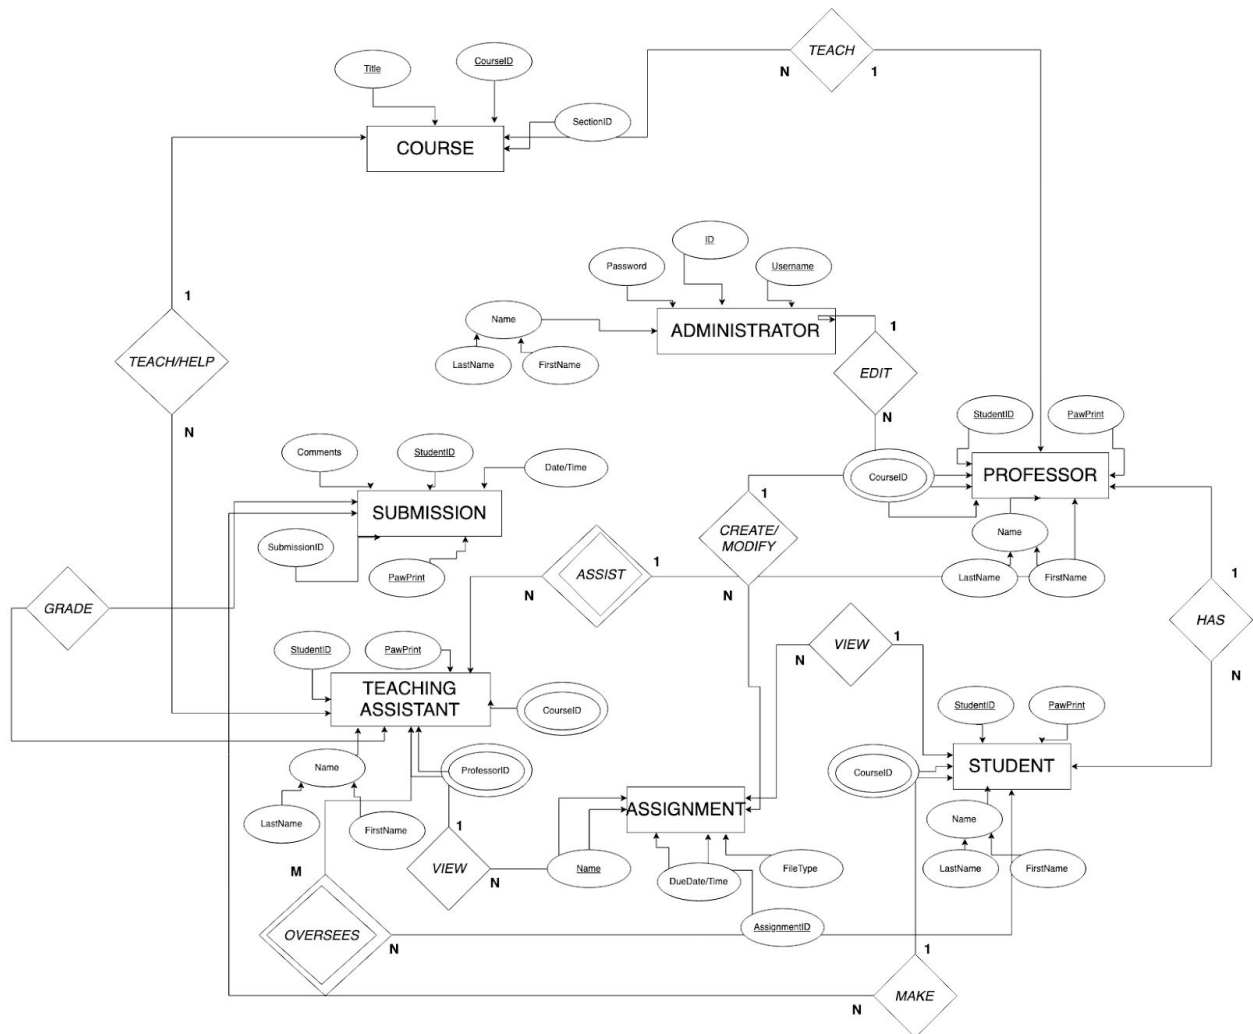 TEACH
N
1
Title
CourseID
SectionID
COURSE
ID
Password
Username
Name
ADMINISTRATOR
LastName
FirstName
1
EDIT
N
1
TEACH/HELP
N
StudentID
PawPrint
Comments
StudentID
Date/Time
CourseID
PROFESSOR
SUBMISSION
1
CREATE/
MODIFY
N
Name
SubmissionID
PawPrint
ASSIST
1
N
LastName
FirstName
GRADE
1
HAS
N
VIEW
1
N
StudentID
PawPrint
TEACHING
ASSISTANT
CourseID
StudentID
PawPrint
Name
ProfessorID
CourseID
STUDENT
LastName
FirstName
ASSIGNMENT
Name
1
VIEW
N
Name
DueDate/Time
FileType
LastName
FirstName
M
OVERSEES
N
AssignmentID
1
MAKE
N